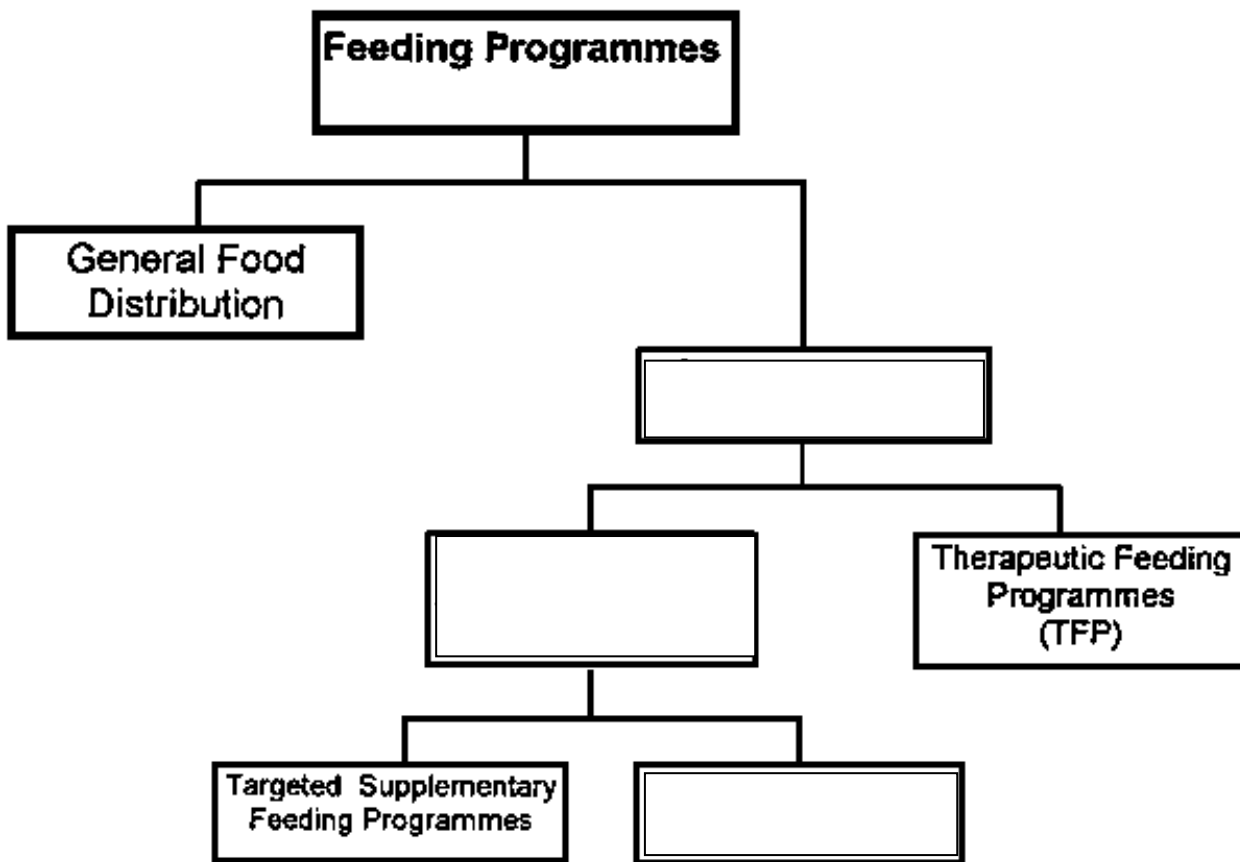 Feeding Programmes
General Food
Distribution
Therapeutic Feeding
Programmes
(TFP)
Targeted Supplementary
Feeding Programmes